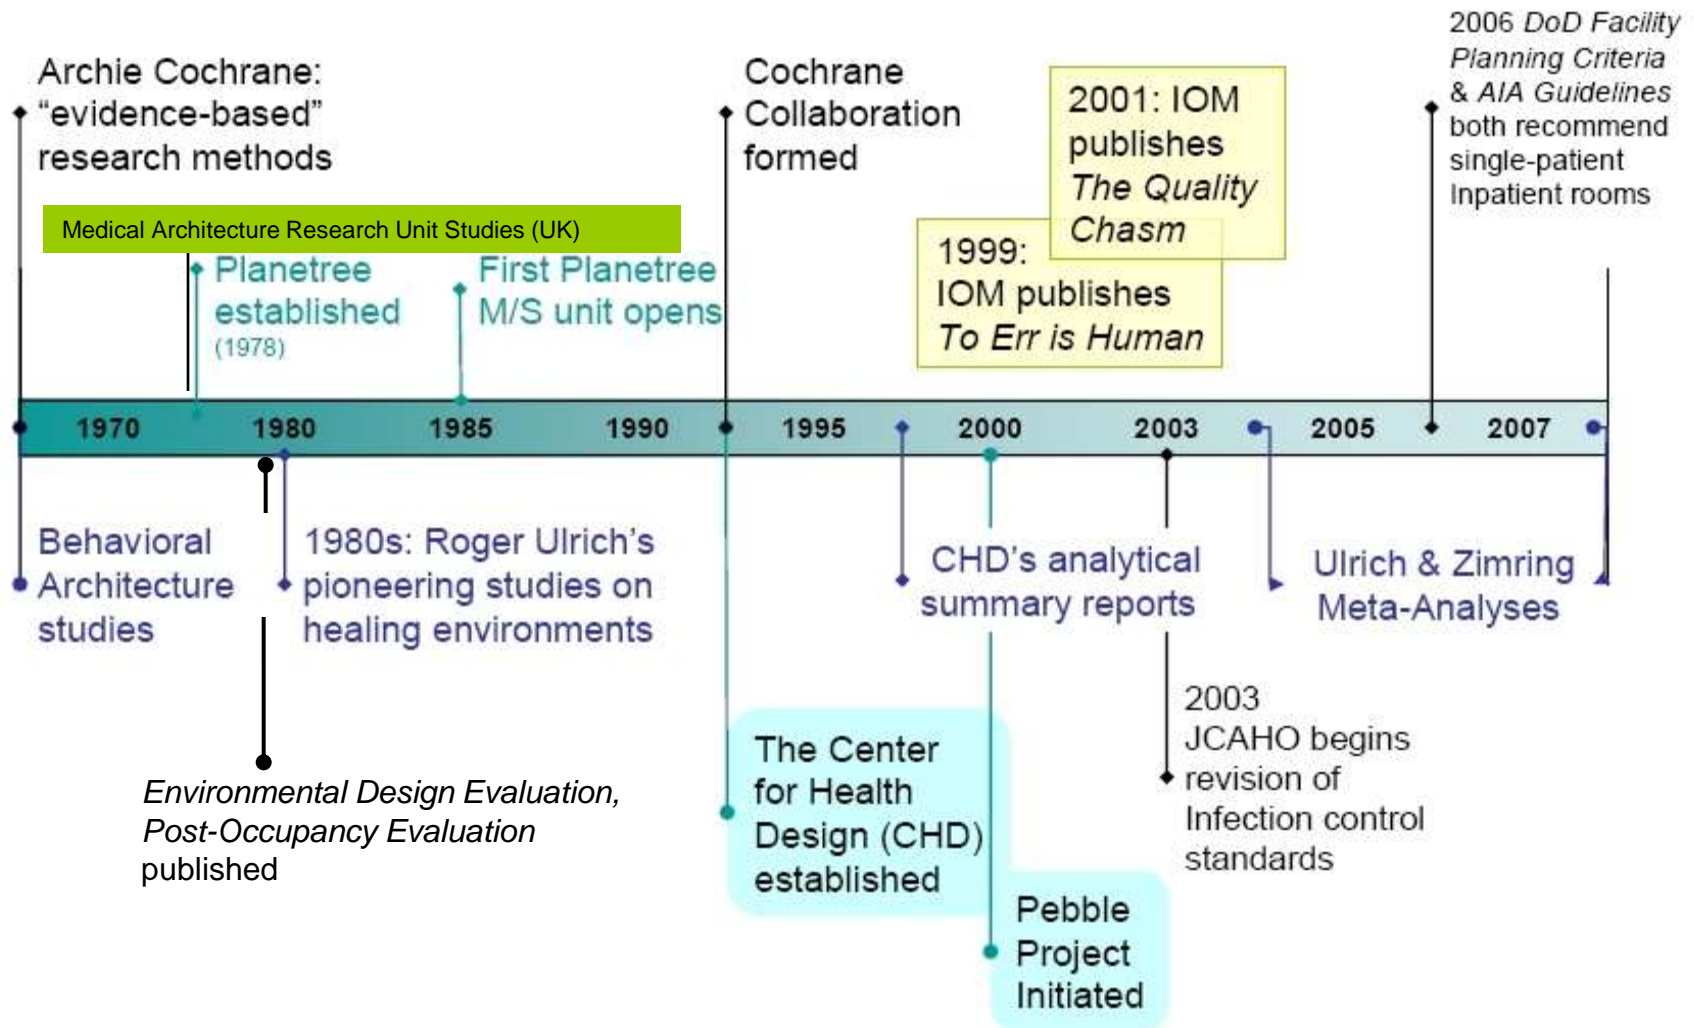 Archie Cochrane:
“evidence-based”
research methods
Cochrane
Collaboration
formed
2001: IOM
publishes
The Quality
Chasm
2006 DoD Facility
Planning Criteria
& AIA Guidelines
both recommend
single-patient
Inpatient rooms
Medical Architecture Research Unit Studies (UK)
Planetree
established
(1978)
First Planetree
M/S unit opens
1999:
IOM publishes
To Err is Human
1970 1980 1985 1990 1995 2000 2003 2005 2007
Behavioral
Architecture
studies
1980s: Roger Ulrich’s
pioneering studies on
healing environments
CHD’s analytical
summary reports
Ulrich & Zimring
Meta-Analyses
Environmental Design Evaluation,
Post-Occupancy Evaluation
published
The Center
for Health
Design (CHD)
established
2003
JCAHO begins
revision of
Infection control
standards
Pebble
Project
Initiated